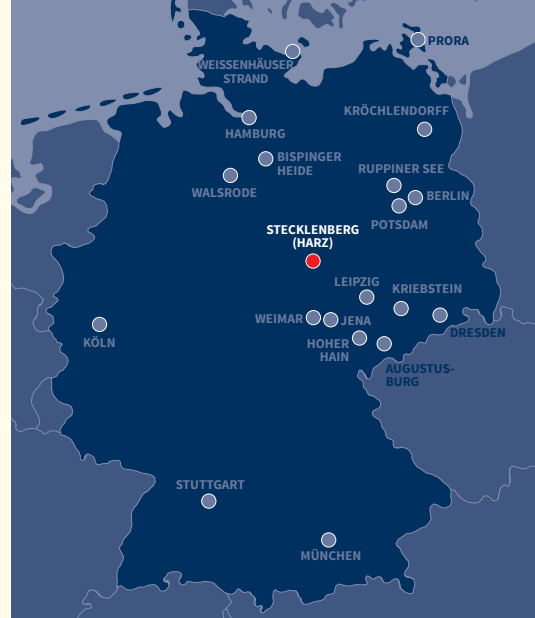 PRORA
WEISSENHÄUSER
STRAND
KRÖCHLENDORFF
HAMBURG
BISPINGER
HEIDE
RUPPINER SEE
WALSRODE
BERLIN
POTSDAM
STECKLENBERG
(HARZ)
LEIPZIG
KRIEBSTEIN
WEIMAR
JENA
DRESDEN
KÖLN
HOHER
HAIN
AUGUSTUS-
BURG
STUTTGART
MÜNCHEN